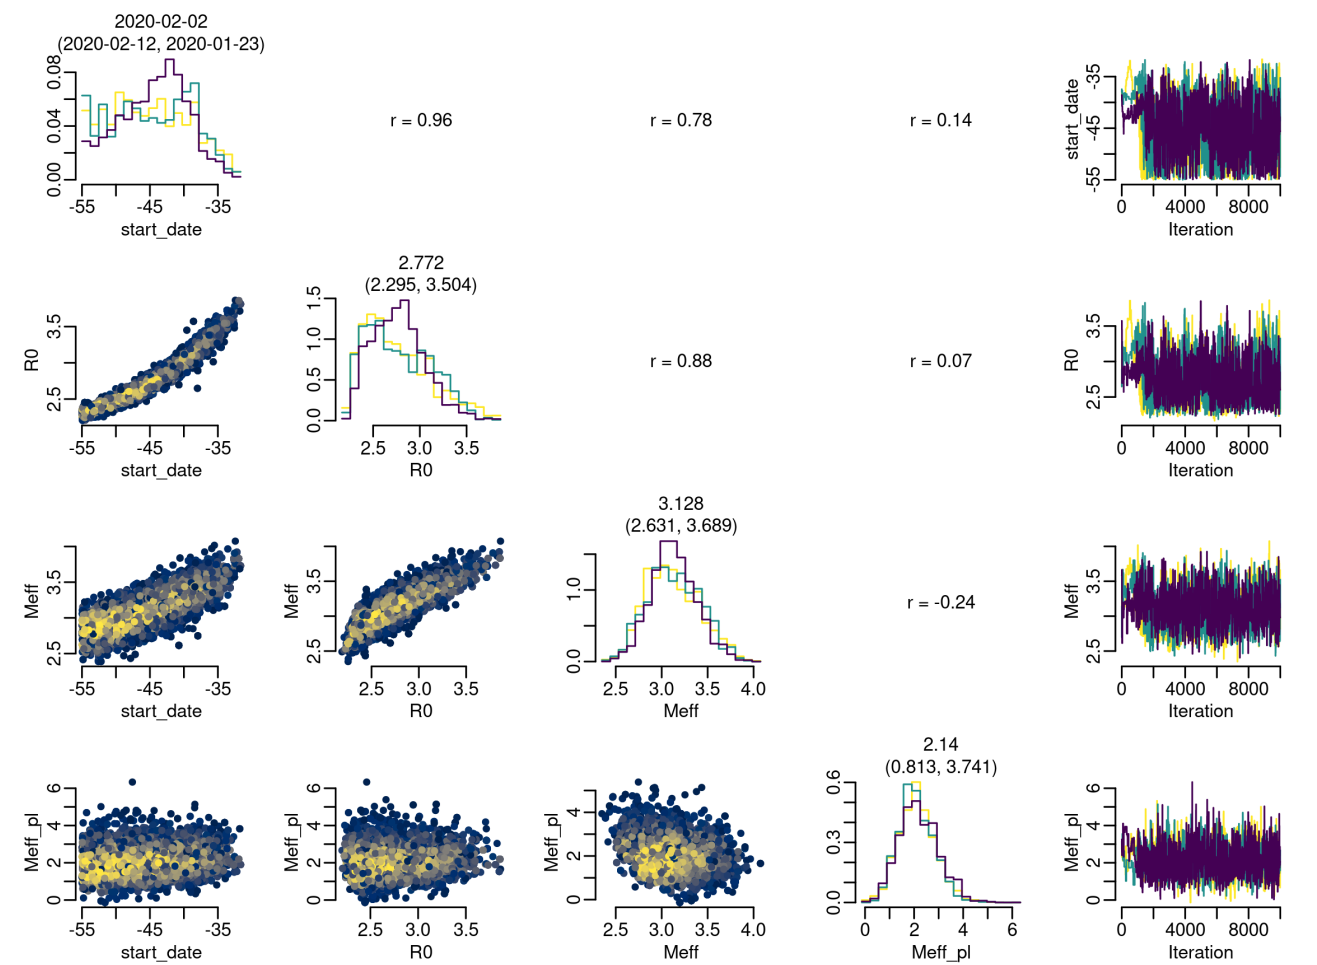 2020-02-02
(2020-02-12, 2020-01-23)
0.00 0.04 0.08
-55 -45 -35
start_date
r = 0.96
r = 0.78
r = 0.14
start_date
-55 -45 -35
0 4000 8000
Iteration
R0
2.5 3.5
-55 -45 -35
start_date
2.772
(2.295, 3.504)
0.0 0.5 1.0 1.5
2.5 3.0 3.5
R0
r = 0.88
r = 0.07
R0
2.5 3.5
0 4000 8000
Iteration
Meff
2.5 3.5
-55 -45 -35
start_date
Meff
2.5 3.5
2.5 3.0 3.5
R0
3.128
(2.631, 3.689)
0.0 1.0
2.5 3.0 3.5 4.0
Meff
r = -0.24
Meff
2.5 3.5
0 4000 8000
Iteration
Meff_pl
0 2 4 6
-55 -45 -35
start_date
Meff_pl
0 2 4 6
2.5 3.0 3.5
R0
Meff_pl
0 2 4
2.5 3.0 3.5 4.0
Meff
2.14
(0.813, 3.741)
0.0 0.3 0.6
0 2 4 6
Meff_pl
Meff_pl
0 2 4 6
0 4000 8000
Iteration